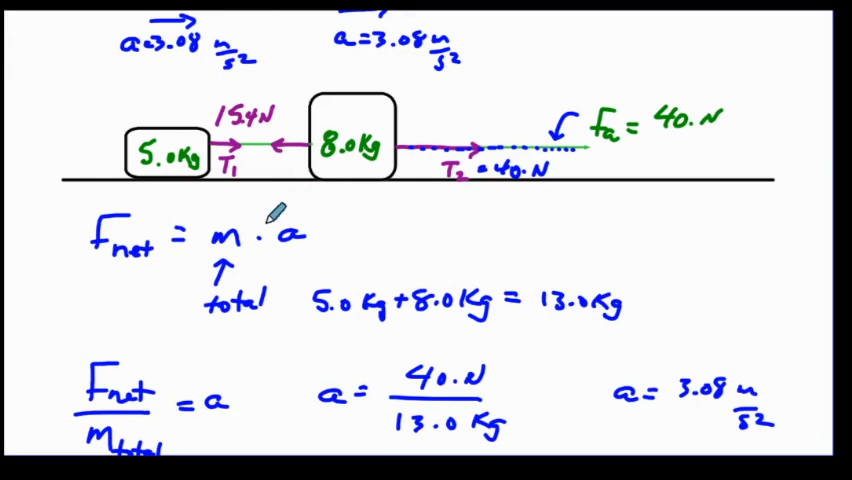 a=3.08 m/s² a=3.08 m/s²
15.4N Fa = 40.N
5.0Kg T₁ 8.0Kg T₂ = 40.N
Fnet = m · a
total 5.0 Kg + 8.0 Kg = 13.0 Kg
Fnet/mtotal = a a = 40.N/13.0 Kg a = 3.08 m/s²